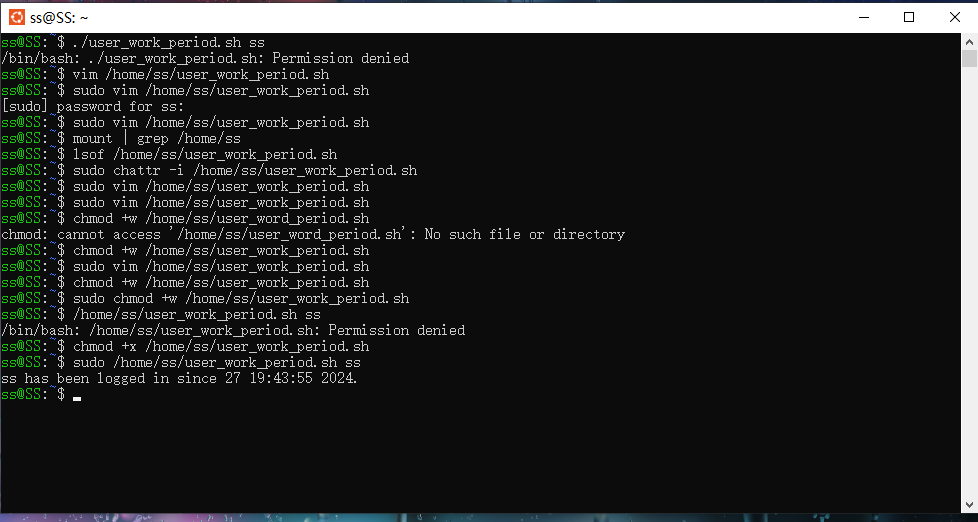 ss@SS: ~
ss@SS:~$ ./user_work_period.sh ss
/bin/bash: ./user_work_period.sh: Permission denied
ss@SS:~$ vim /home/ss/user_work_period.sh
ss@SS:~$ sudo vim /home/ss/user_work_period.sh
[sudo] password for ss:
ss@SS:~$ sudo vim /home/ss/user_work_period.sh
ss@SS:~$ mount | grep /home/ss
ss@SS:~$ lsof /home/ss/user_work_period.sh
ss@SS:~$ sudo chattr -i /home/ss/user_work_period.sh
ss@SS:~$ sudo vim /home/ss/user_work_period.sh
ss@SS:~$ sudo vim /home/ss/user_work_period.sh
ss@SS:~$ chmod +w /home/ss/user_word_period.sh
chmod: cannot access '/home/ss/user_word_period.sh': No such file or directory
ss@SS:~$ chmod +w /home/ss/user_work_period.sh
ss@SS:~$ sudo vim /home/ss/user_work_period.sh
ss@SS:~$ chmod +w /home/ss/user_work_period.sh
ss@SS:~$ sudo chmod +w /home/ss/user_work_period.sh
ss@SS:~$ /home/ss/user_work_period.sh ss
/bin/bash: /home/ss/user_work_period.sh: Permission denied
ss@SS:~$ chmod +x /home/ss/user_work_period.sh
ss@SS:~$ sudo /home/ss/user_work_period.sh ss
ss has been logged in since 27 19:43:55 2024.
ss@SS:~$